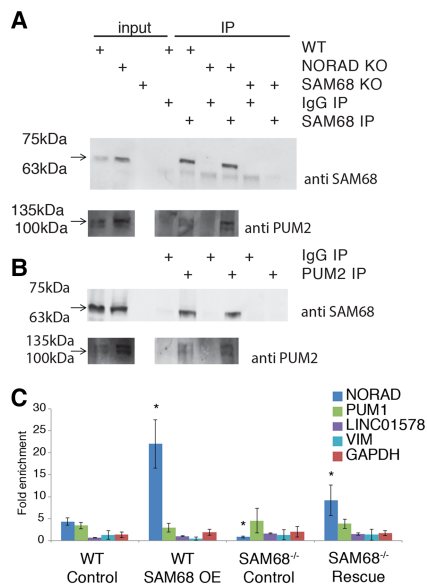 A
input IP
+ + + WT
+ + + NORAD KO
+ + + SAM68 KO
+ + + IgG IP
+ + + SAM68 IP
75kDa
63kDa
anti SAM68
135kDa
100kDa
anti PUM2
B
+ + + IgG IP
+ + + PUM2 IP
75kDa
63kDa
anti SAM68
135kDa
100kDa
anti PUM2
C
Fold enrichment
30
25
20
15
10
5
0
*
*
*
NORAD
PUM1
LINC01578
VIM
GAPDH
WT Control
WT SAM68 OE
SAM68-/- Control
SAM68-/- Rescue